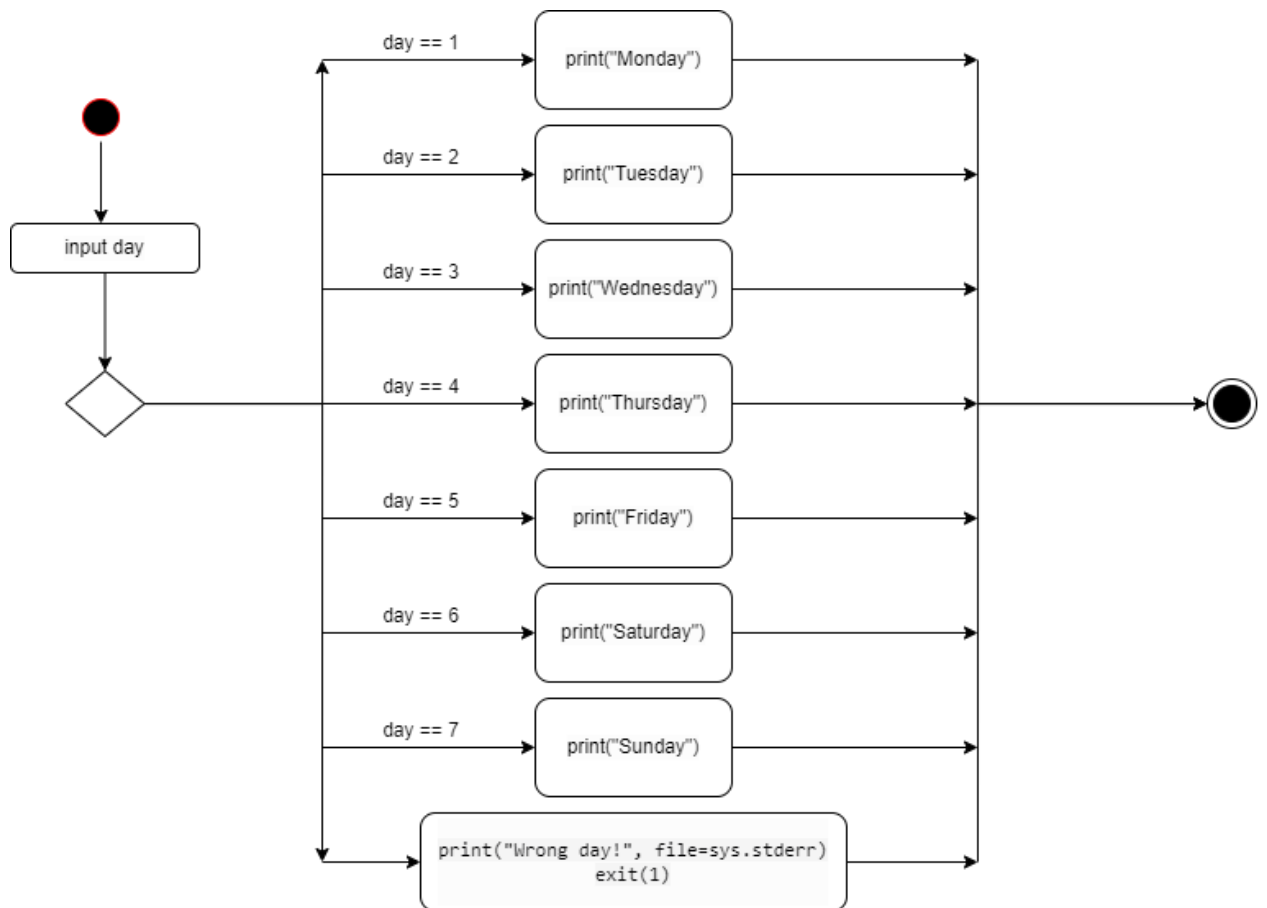 day == 1
print("Monday")
day == 2
print("Tuesday")
input day
day == 3
print("Wednesday")
day == 4
print("Thursday")
day == 5
print("Friday")
day == 6
print("Saturday")
day == 7
print("Sunday")
print("Wrong day!", file=sys.stderr)
exit(1)